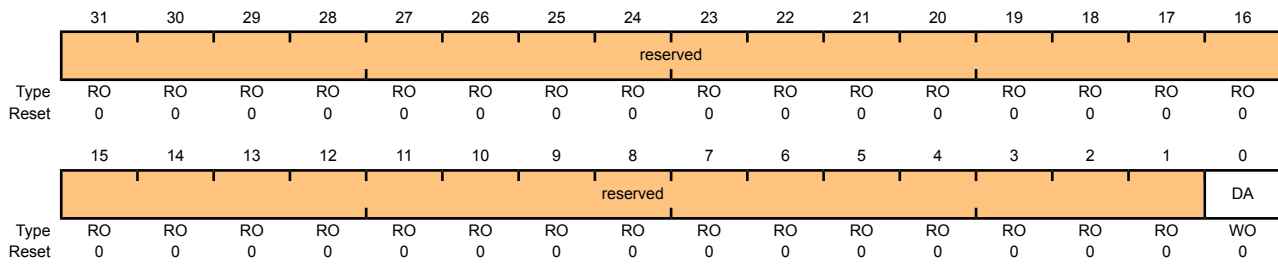 31 30 29 28 27 26 25 24 23 22 21 20 19 18 17 16
reserved
Type RO RO RO RO RO RO RO RO RO RO RO RO RO RO RO RO
Reset 0 0 0 0 0 0 0 0 0 0 0 0 0 0 0 0
15 14 13 12 11 10 9 8 7 6 5 4 3 2 1 0
reserved DA
Type RO RO RO RO RO RO RO RO RO RO RO RO RO RO RO WO
Reset 0 0 0 0 0 0 0 0 0 0 0 0 0 0 0 0